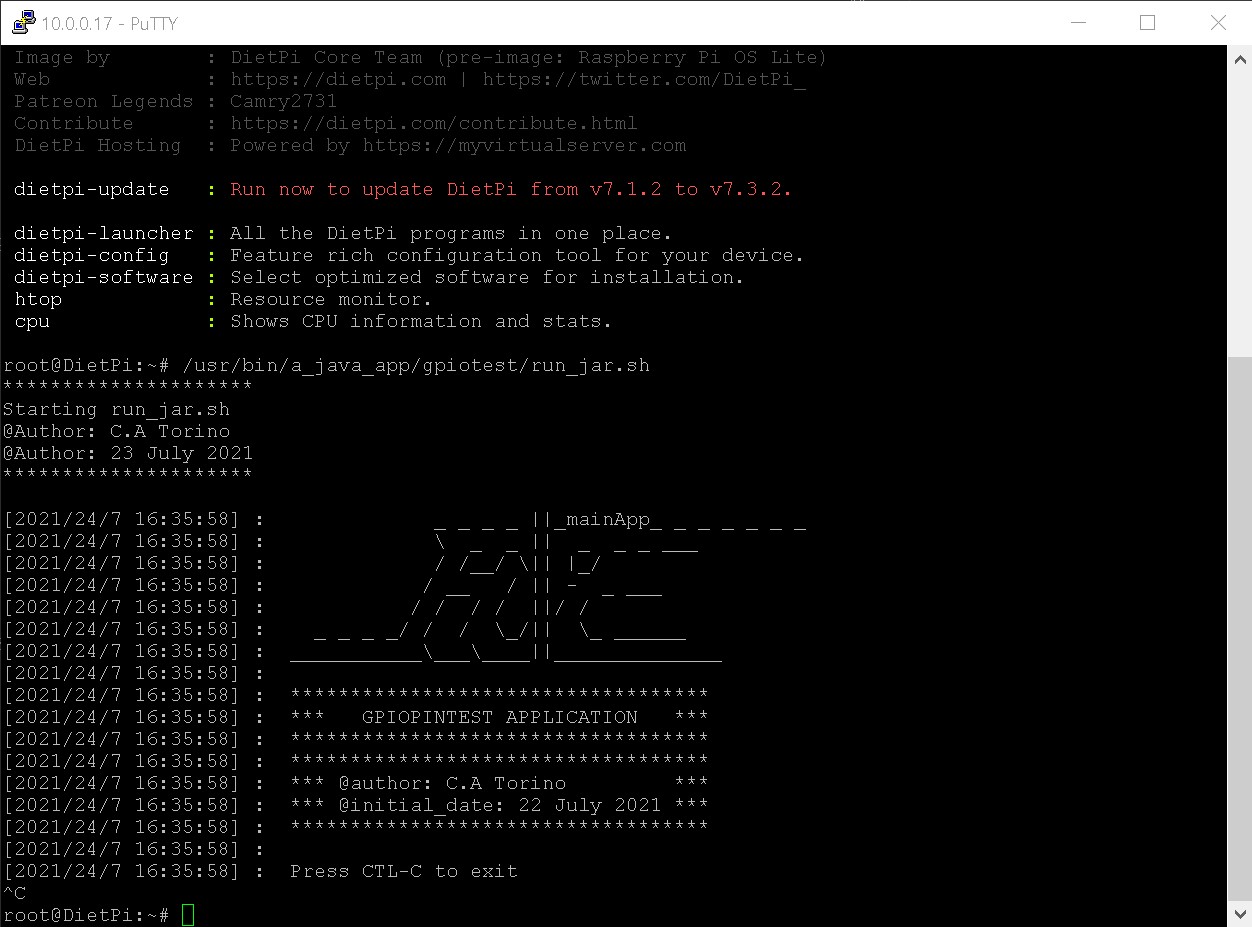 10.0.0.17 - PuTTY
Image by         : DietPi Core Team (pre-image: Raspberry Pi OS Lite)
Web              : https://dietpi.com | https://twitter.com/DietPi_
Patreon Legends : Camry2731
Contribute       : https://dietpi.com/contribute.html
DietPi Hosting   : Powered by https://myvirtualserver.com
dietpi-update    : Run now to update DietPi from v7.1.2 to v7.3.2.
dietpi-launcher : All the DietPi programs in one place.
dietpi-config    : Feature rich configuration tool for your device.
dietpi-software : Select optimized software for installation.
htop             : Resource monitor.
cpu              : Shows CPU information and stats.
root@DietPi:~# /usr/bin/a_java_app/gpiotest/run_jar.sh
*********************
Starting run_jar.sh
@Author: C.A Torino
@Author: 23 July 2021
*********************
[2021/24/7 16:35:58] :               _ _ _ _ ||_mainApp_ _ _ _ _ _ _
[2021/24/7 16:35:58] :               \  _  _ ||  _  _ _ ___
[2021/24/7 16:35:58] :               / /__/ \|| |_/
[2021/24/7 16:35:58] :              / __   / || -  _ ___
[2021/24/7 16:35:58] :             / /  / /  ||/ /
[2021/24/7 16:35:58] :     _ _ _ _/ /  /  \_/||  \_ ______
[2021/24/7 16:35:58] :  ___________\___\____||______________
[2021/24/7 16:35:58] :
[2021/24/7 16:35:58] :  ***********************************
[2021/24/7 16:35:58] :  ***   GPIOPINTEST APPLICATION   ***
[2021/24/7 16:35:58] :  ***********************************
[2021/24/7 16:35:58] :  ***********************************
[2021/24/7 16:35:58] :  *** @author: C.A Torino         ***
[2021/24/7 16:35:58] :  *** @initial_date: 22 July 2021 ***
[2021/24/7 16:35:58] :  ***********************************
[2021/24/7 16:35:58] :
[2021/24/7 16:35:58] :  Press CTL-C to exit
^C
root@DietPi:~#